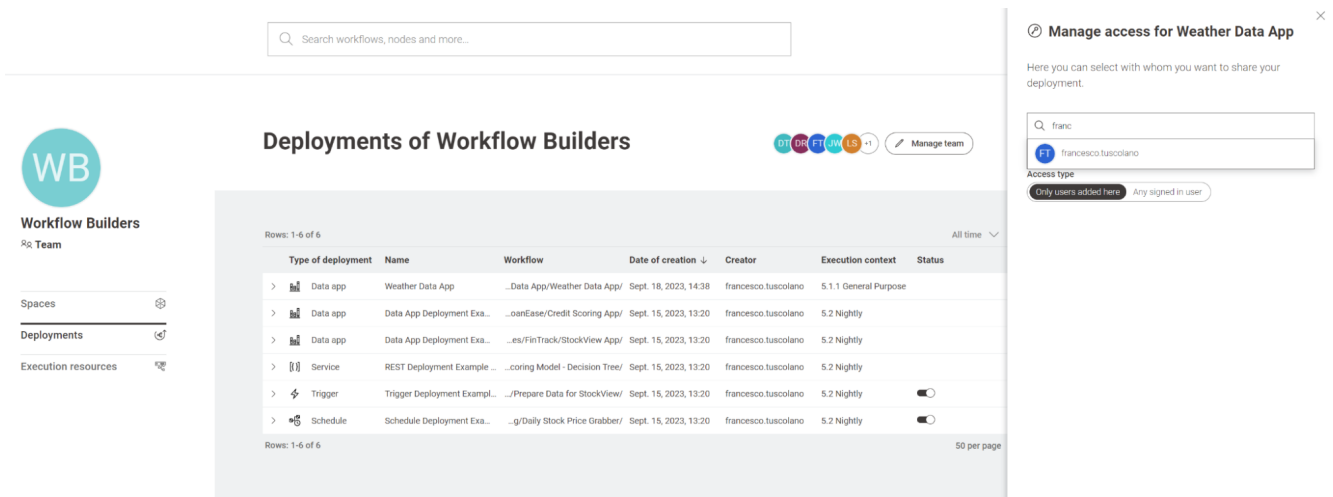 Search workflows, nodes and more...
WB
Workflow Builders
Team
Spaces
Deployments
Execution resources
Deployments of Workflow Builders
DT DR FT JW LS +1
Manage team
Rows: 1-6 of 6
All time
Type of deployment Name Workflow Date of creation ↓ Creator Execution context Status
Data app Weather Data App ...Data App/Weather Data App/ Sept. 18, 2023, 14:38 francesco.tuscolano 5.1.1 General Purpose
Data app Data App Deployment Exa... ...oanEase/Credit Scoring App/ Sept. 15, 2023, 13:20 francesco.tuscolano 5.2 Nightly
Data app Data App Deployment Exa... ...es/FinTrack/StockView App/ Sept. 15, 2023, 13:20 francesco.tuscolano 5.2 Nightly
Service REST Deployment Example ... ...coring Model - Decision Tree/ Sept. 15, 2023, 13:20 francesco.tuscolano 5.2 Nightly
Trigger Trigger Deployment Exampl... .../Prepare Data for StockView/ Sept. 15, 2023, 13:20 francesco.tuscolano 5.2 Nightly
Schedule Schedule Deployment Exa... ...g/Daily Stock Price Grabber/ Sept. 15, 2023, 13:20 francesco.tuscolano 5.2 Nightly
Rows: 1-6 of 6
50 per page
Manage access for Weather Data App
Here you can select with whom you want to share your
deployment.
franc
FT francesco.tuscolano
Access type
Only users added here Any signed in user